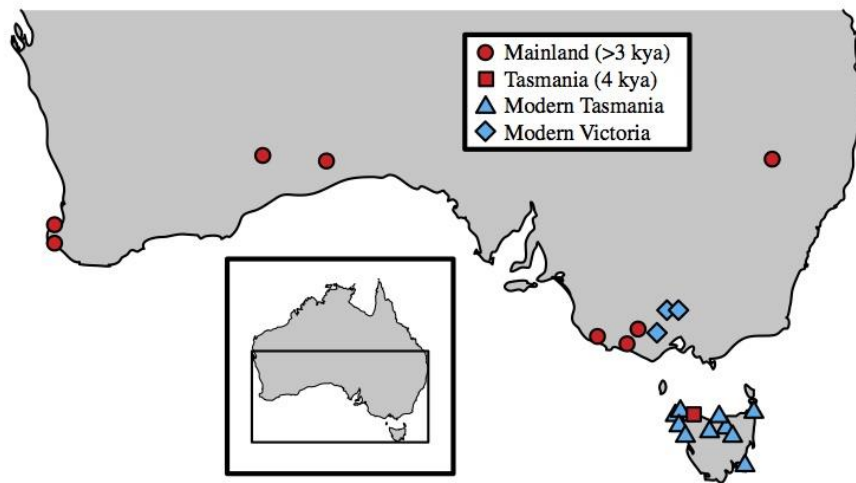 Mainland (>3 kya)
Tasmania (4 kya)
Modern Tasmania
Modern Victoria